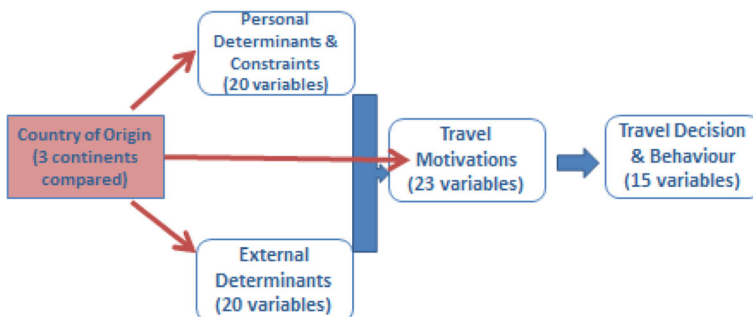 Personal
Determinants &
Constraints
(20 variables)
Country of Origin
(3 continents
compared)
Travel
Motivations
(23 variables)
Travel Decision
& Behaviour
(15 variables)
External
Determinants
(20 variables)